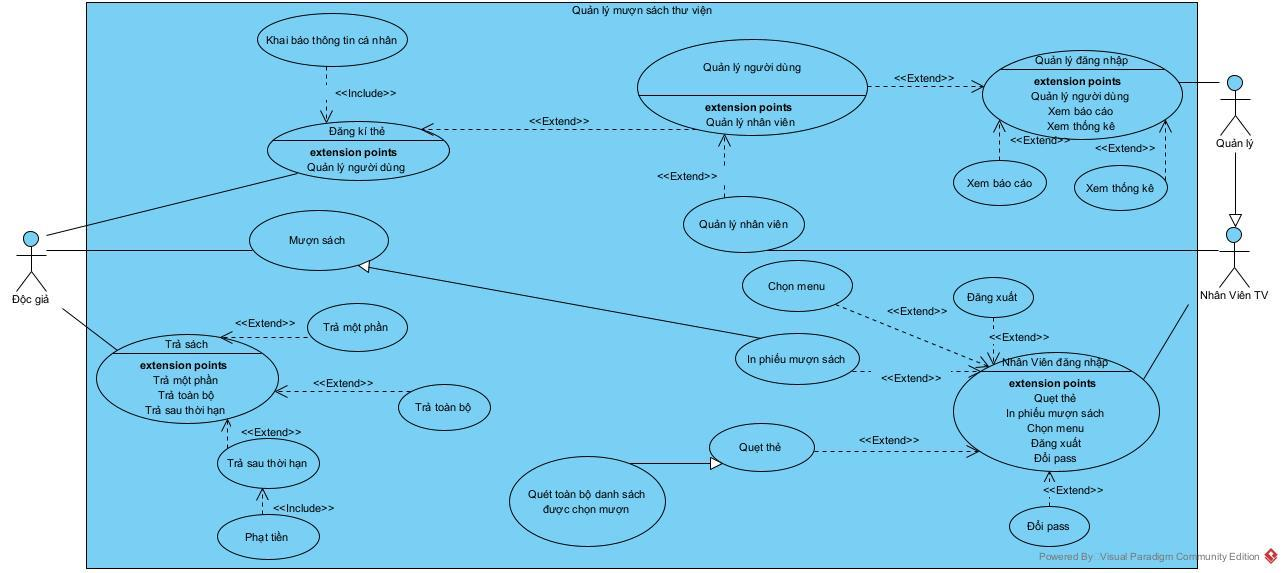 Quản lý mượn sách thư viện
Khai báo thông tin cá nhân
<<Include>>
Đăng kí thẻ
extension points
Quản lý người dùng
<<Extend>>
Quản lý người dùng
extension points
Quản lý nhân viên
<<Extend>>
Quản lý đăng nhập
extension points
Quản lý người dùng
Xem báo cáo
Xem thống kê
<<Extend>>
<<Extend>>
Xem báo cáo
Xem thống kê
Quản lý
<<Extend>>
Quản lý nhân viên
Mượn sách
Độc giả
Nhân Viên TV
Chọn menu
<<Extend>>
Đăng xuất
<<Extend>>
Trả một phần
<<Extend>>
Trả sách
extension points
Trả một phần
Trả toàn bộ
Trả sau thời hạn
<<Extend>>
Trả toàn bộ
In phiếu mượn sách
<<Extend>>
Nhân Viên đăng nhập
extension points
Quẹt thẻ
In phiếu mượn sách
Chọn menu
Đăng xuất
Đổi pass
<<Extend>>
Trả sau thời hạn
<<Include>>
Phạt tiền
Quẹt thẻ
<<Extend>>
Quét toàn bộ danh sách
được chọn mượn
<<Extend>>
Đổi pass
Powered By Visual Paradigm Community Edition